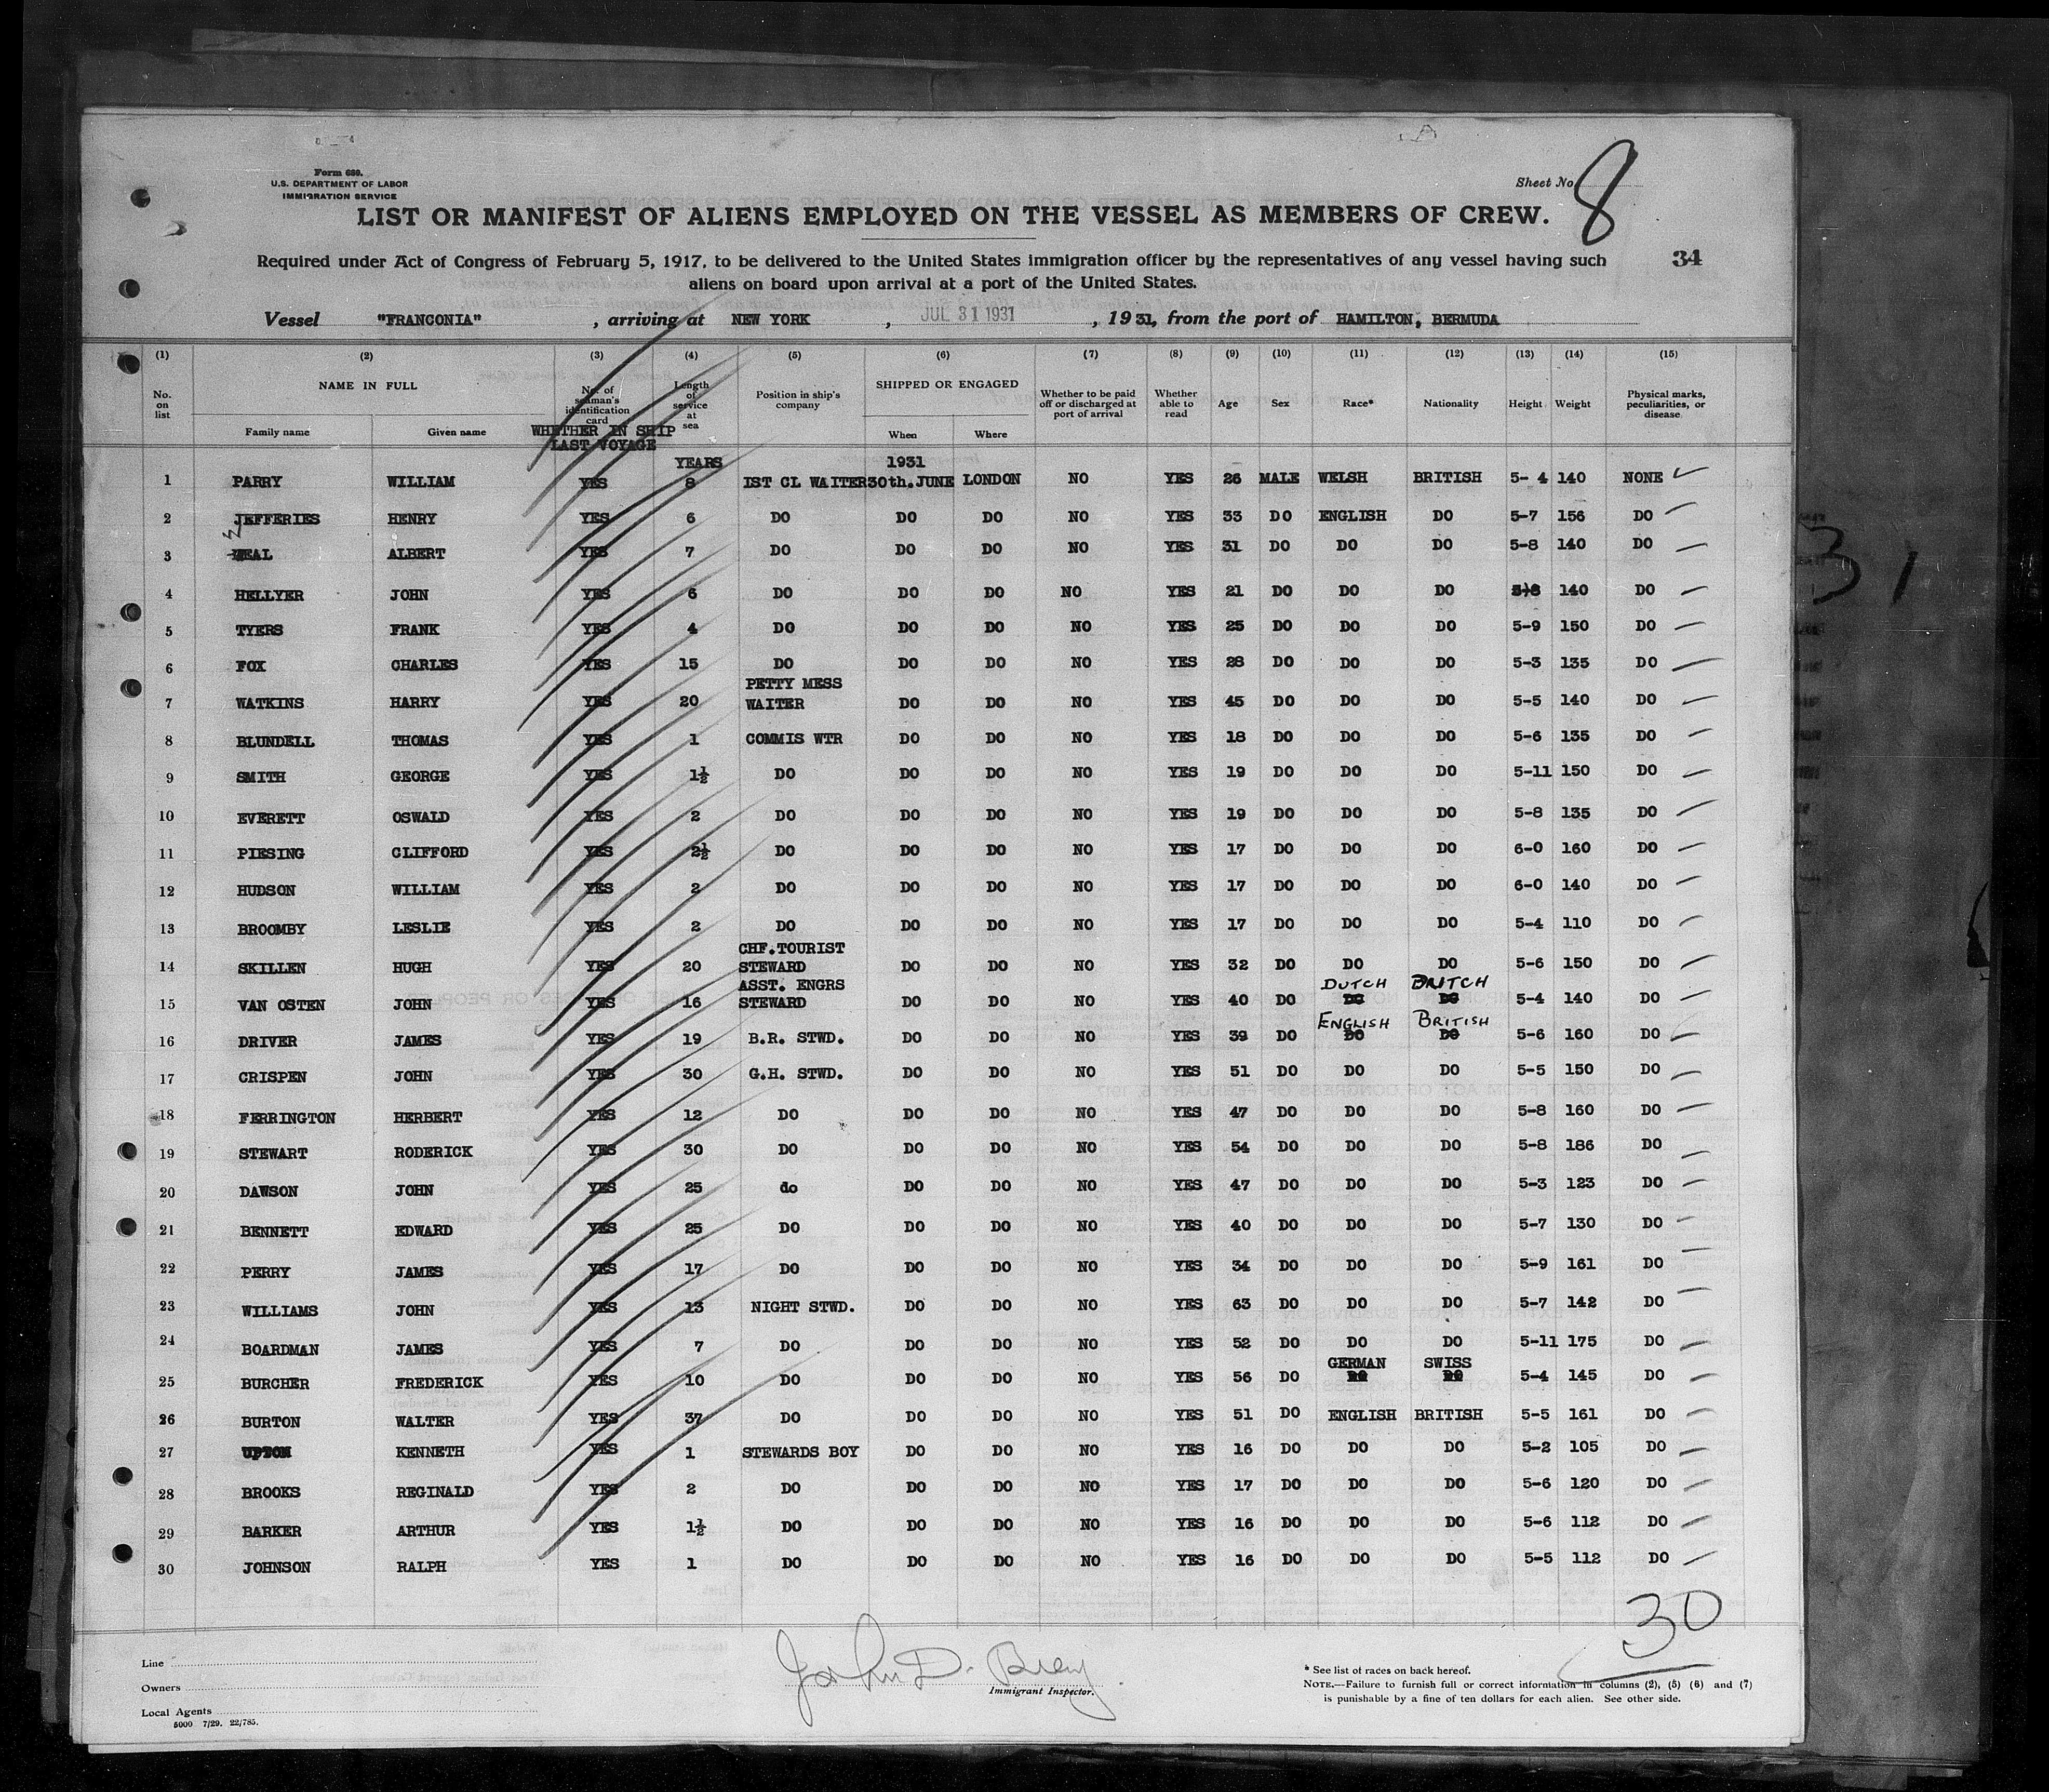 Form 680.
U.S. DEPARTMENT OF LABOR
IMMIGRATION SERVICE
Sheet No. 8
LIST OR MANIFEST OF ALIENS EMPLOYED ON THE VESSEL AS MEMBERS OF CREW.
34
Required under Act of Congress of February 5, 1917, to be delivered to the United States immigration officer by the representatives of any vessel having such
aliens on board upon arrival at a port of the United States.
Vessel "FRANCONIA", arriving at NEW YORK, JUL 31 1931, 1931, from the port of HAMILTON, BERMUDA
(1) (2) (3) (4) (5) (6) (7) (8) (9) (10) (11) (12) (13) (14) (15)
No. on list NAME IN FULL Family name Given name No. of seaman's identification card WHETHER IN SHIP LAST VOYAGE Length of service at sea Position in ship's company SHIPPED OR ENGAGED When Where Whether to be paid off or discharged at port of arrival Whether able to read Age Sex Race* Nationality Height Weight Physical marks, peculiarities, or disease
YEARS 1931
1 PARRY WILLIAM YES 8 IST CL WAITER 30th.JUNE LONDON NO YES 26 MALE WELSH BRITISH 5- 4 140 NONE
2 JEFFERIES HENRY YES 6 DO DO DO NO YES 33 DO ENGLISH DO 5-7 156 DO
3 WEAL ALBERT YES 7 DO DO DO NO YES 31 DO DO DO 5-8 140 DO
4 HELLYER JOHN YES 6 DO DO DO NO YES 21 DO DO DO 140 DO
5 TYERS FRANK YES 4 DO DO DO NO YES 25 DO DO DO 5-9 150 DO
6 FOX CHARLES YES 15 DO DO DO NO YES 28 DO DO DO 5-3 135 DO
7 WATKINS HARRY YES 20 PETTY MESS WAITER DO DO NO YES 45 DO DO DO 5-5 140 DO
8 BLUNDELL THOMAS YES 1 COMMIS WTR DO DO NO YES 18 DO DO DO 5-6 135 DO
9 SMITH GEORGE YES 1½ DO DO DO NO YES 19 DO DO DO 5-11 150 DO
10 EVERETT OSWALD YES 2 DO DO DO NO YES 19 DO DO DO 5-8 135 DO
11 PIESING CLIFFORD YES 2½ DO DO DO NO YES 17 DO DO DO 6-0 160 DO
12 HUDSON WILLIAM YES 2 DO DO DO NO YES 17 DO DO DO 6-0 140 DO
13 BROOMBY LESLIE YES 2 DO DO DO NO YES 17 DO DO DO 5-4 110 DO
14 SKILLEN HUGH YES 20 CHF.TOURIST STEWARD DO DO NO YES 32 DO DO DO 5-6 150 DO
15 VAN OSTEN JOHN YES 16 ASST. ENGRS STEWARD DO DO NO YES 40 DO DUTCH DO DO 5-4 140 DO
16 DRIVER JAMES YES 19 B.R. STWD. DO DO NO YES 39 DO ENGLISH DO BRITISH DO 5-6 160 DO
17 CRISPEN JOHN YES 30 G.H. STWD. DO DO NO YES 51 DO DO DO 5-5 150 DO
18 FERRINGTON HERBERT YES 12 DO DO DO NO YES 47 DO DO DO 5-8 160 DO
19 STEWART RODERICK YES 30 DO DO DO NO YES 54 DO DO DO 5-8 186 DO
20 DAWSON JOHN YES 25 do DO DO NO YES 47 DO DO DO 5-3 123 DO
21 BENNETT EDWARD YES 25 DO DO DO NO YES 40 DO DO DO 5-7 130 DO
22 PERRY JAMES YES 17 DO DO DO NO YES 34 DO DO DO 5-9 161 DO
23 WILLIAMS JOHN YES 13 NIGHT STWD. DO DO NO YES 63 DO DO DO 5-7 142 DO
24 BOARDMAN JAMES YES 7 DO DO DO NO YES 52 DO DO DO 5-11 175 DO
25 BURCHER FREDERICK YES 10 DO DO DO NO YES 56 DO GERMAN DO SWISS DO 5-4 145 DO
26 BURTON WALTER YES 37 DO DO DO NO YES 51 DO ENGLISH BRITISH 5-5 161 DO
27 UPTON KENNETH YES 1 STEWARDS BOY DO DO NO YES 16 DO DO DO 5-2 105 DO
28 BROOKS REGINALD YES 2 DO DO DO NO YES 17 DO DO DO 5-6 120 DO
29 BARKER ARTHUR YES 1½ DO DO DO NO YES 16 DO DO DO 5-6 112 DO
30 JOHNSON RALPH YES 1 DO DO DO NO YES 16 DO DO DO 5-5 112 DO
30
Line
Owners
Local Agents
5000 7/29. 22/785.
John D.
Immigrant Inspector.
* See list of races on back hereof.
NOTE.—Failure to furnish full or correct information in columns (2), (5) (6) and (7)
is punishable by a fine of ten dollars for each alien. See other side.
31